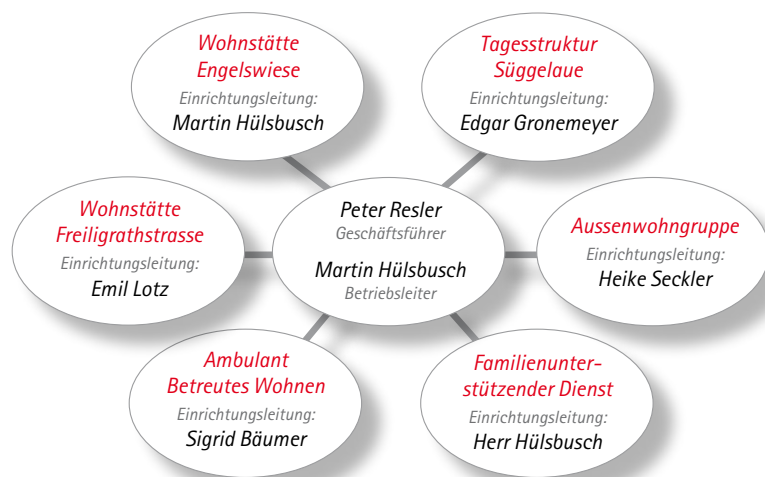 Wohnstätte
Engelswiese
Einrichtungsleitung:
Martin Hülsbusch
Tagesstruktur
Süggelaue
Einrichtungsleitung:
Edgar Gronemeyer
Wohnstätte
Freiligrathstrasse
Einrichtungsleitung:
Emil Lotz
Peter Resler
Geschäftsführer
Martin Hülsbusch
Betriebsleiter
Aussenwohngruppe
Einrichtungsleitung:
Heike Seckler
Ambulant
Betreutes Wohnen
Einrichtungsleitung:
Sigrid Bäumer
Familienunter-
stützender Dienst
Einrichtungsleitung:
Herr Hülsbusch